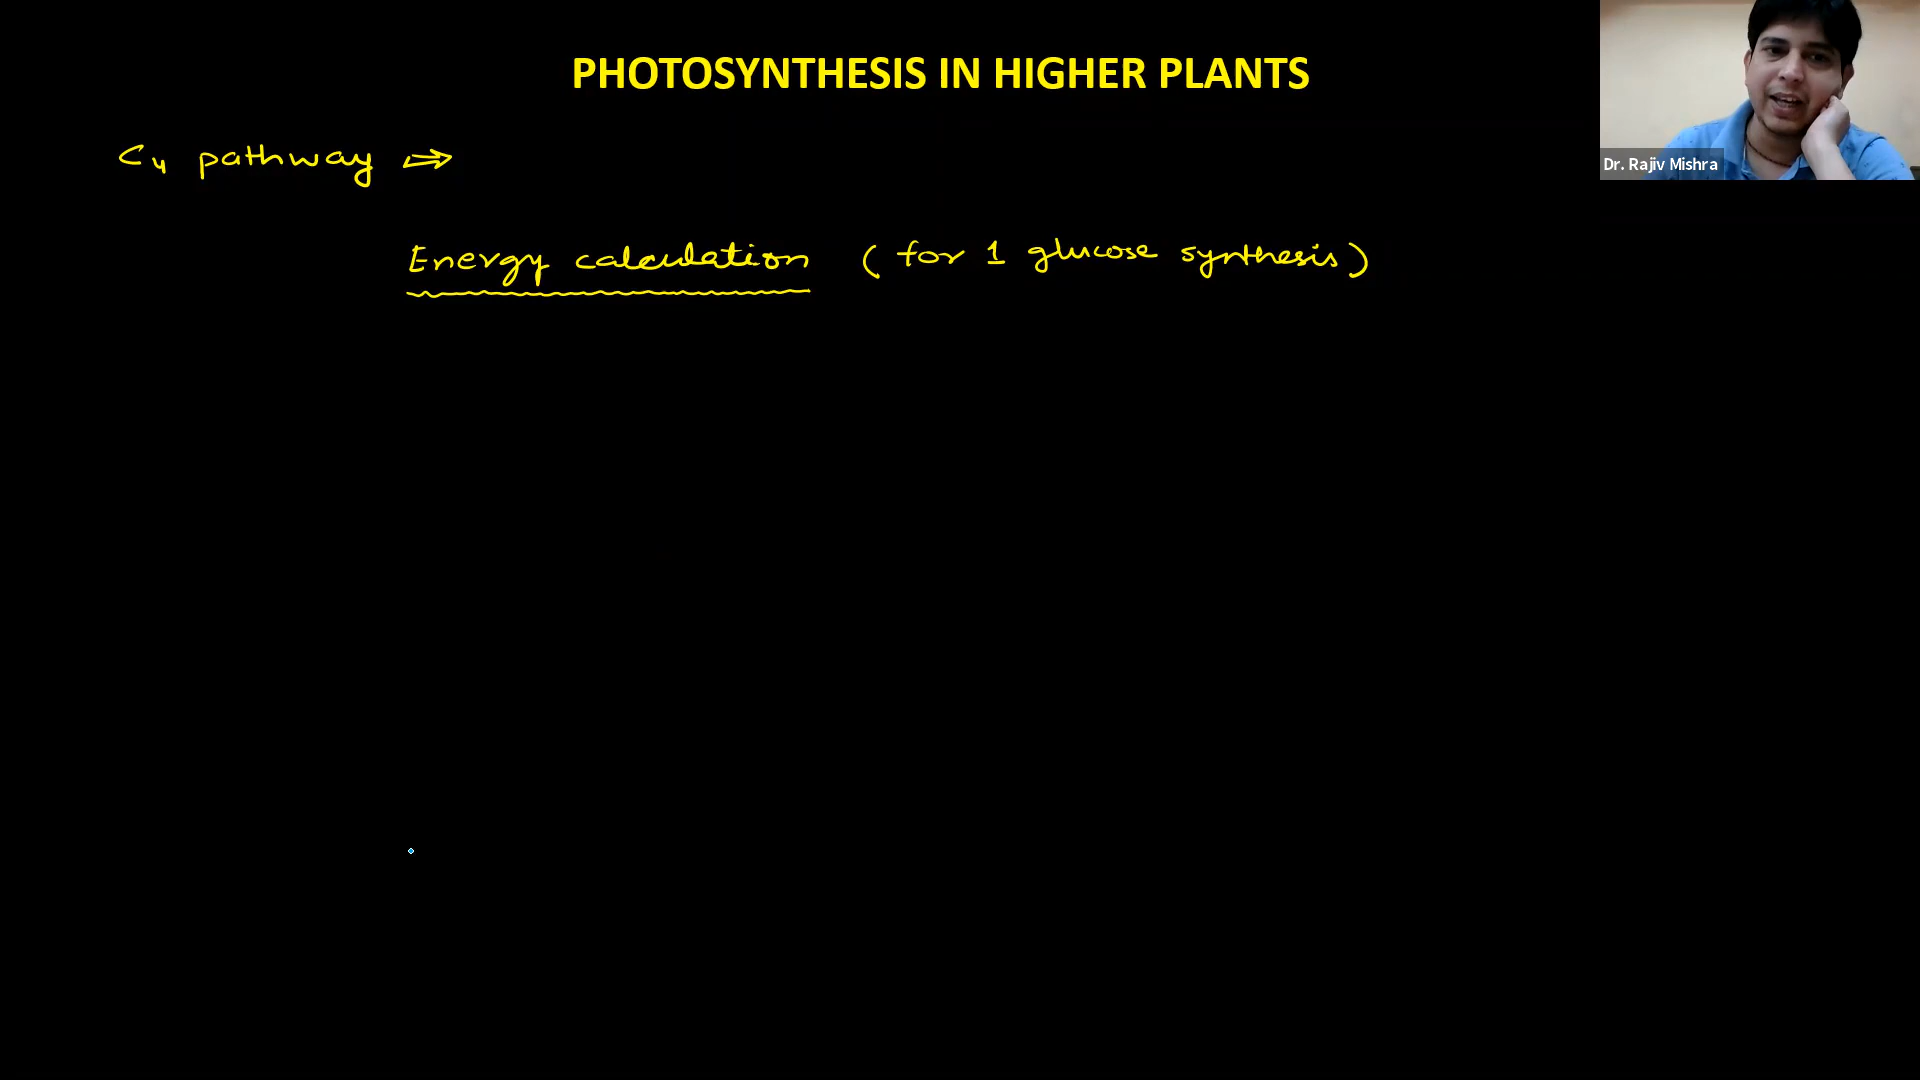 PHOTOSYNTHESIS IN HIGHER PLANTS
Dr. Rajiv Mishra
C₄ pathway ⇒
Energy calculation (for 1 glucose synthesis)